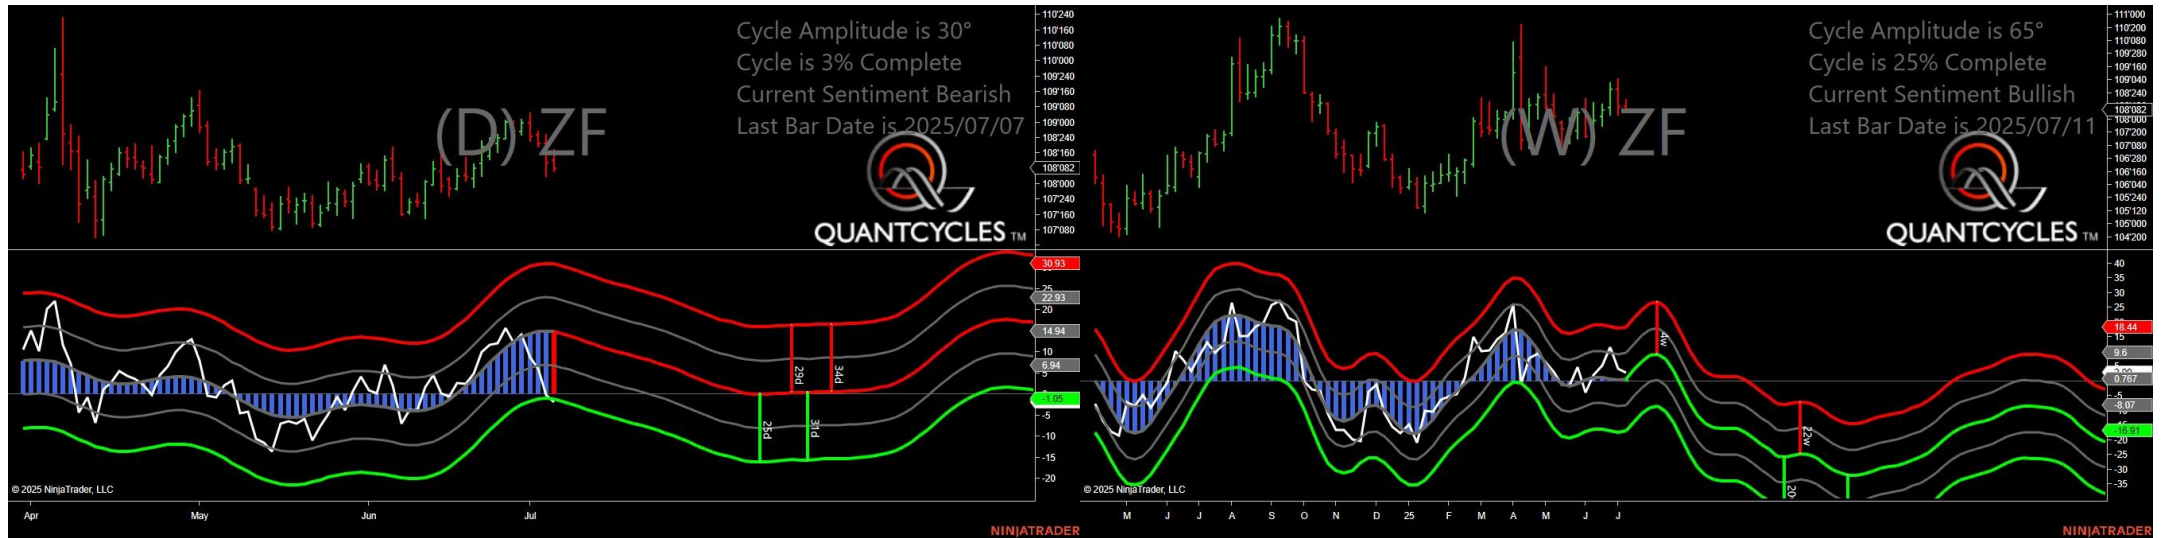 Cycle Amplitude is 30°
Cycle is 3% Complete
Current Sentiment Bearish
Last Bar Date is 2025/07/07
(D) ZF
QUANTCYCLES TM
110'240
110'160
110'080
110'000
109'240
109'160
109'080
109'000
108'240
108'160
108'082
108'000
107'240
107'160
107'080
30.93
25
22.93
20
14.94
10
6.94
5
-1.05
-5
-10
-15
-20
29d
34d
25d
31d
© 2025 NinjaTrader, LLC
Apr
May
Jun
Jul
NINJATRADER
Cycle Amplitude is 65°
Cycle is 25% Complete
Current Sentiment Bullish
Last Bar Date is 2025/07/11
(W) ZF
QUANTCYCLES TM
111'000
110'200
110'080
109'280
109'160
109'040
108'240
108'082
108'000
107'200
107'080
106'280
106'160
106'040
105'240
105'120
105'000
104'200
40
35
30
25
18.44
9.6
0.767
-5
-8.07
-16.91
-20
-25
-30
-35
4w
22w
© 2025 NinjaTrader, LLC
M
J
J
A
S
O
N
D
25
F
M
A
M
J
J
NINJATRADER